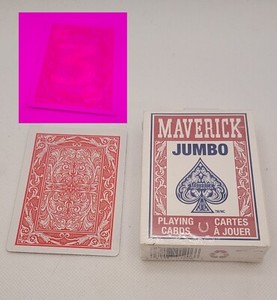 MAVERICK
JUMBO
PLAYING CARTES
CARDS À JOUER